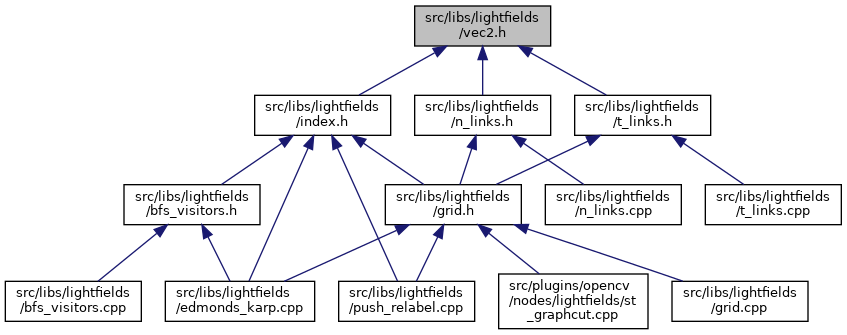 src/libs/lightfields
/vec2.h
src/libs/lightfields
/index.h
src/libs/lightfields
/n_links.h
src/libs/lightfields
/t_links.h
src/libs/lightfields
/bfs_visitors.h
src/libs/lightfields
/grid.h
src/libs/lightfields
/n_links.cpp
src/libs/lightfields
/t_links.cpp
src/libs/lightfields
/bfs_visitors.cpp
src/libs/lightfields
/edmonds_karp.cpp
src/libs/lightfields
/push_relabel.cpp
src/plugins/opencv
/nodes/lightfields/st
_graphcut.cpp
src/libs/lightfields
/grid.cpp